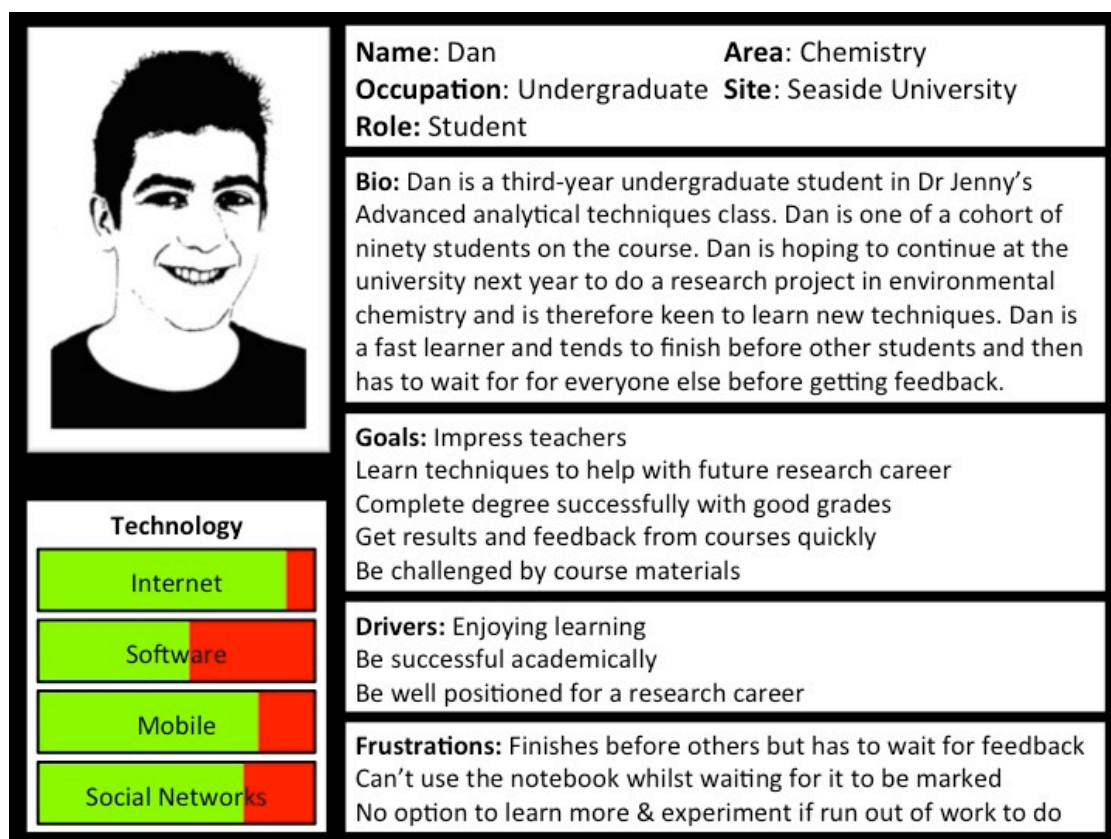 Name: Dan Area: Chemistry
Occupation: Undergraduate Site: Seaside University
Role: Student
Bio: Dan is a third-year undergraduate student in Dr Jenny's
Advanced analytical techniques class. Dan is one of a cohort of
ninety students on the course. Dan is hoping to continue at the
university next year to do a research project in environmental
chemistry and is therefore keen to learn new techniques. Dan is
a fast learner and tends to finish before other students and then
has to wait for for everyone else before getting feedback.
Goals: Impress teachers
Learn techniques to help with future research career
Complete degree successfully with good grades
Get results and feedback from courses quickly
Be challenged by course materials
Drivers: Enjoying learning
Be successful academically
Be well positioned for a research career
Frustrations: Finishes before others but has to wait for feedback
Can't use the notebook whilst waiting for it to be marked
No option to learn more & experiment if run out of work to do
Technology
Internet
Software
Mobile
Social Networks